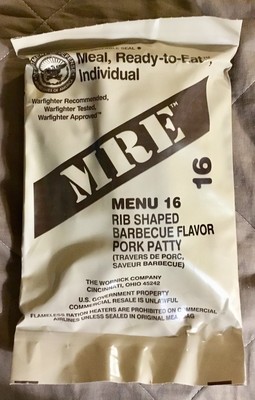 Meal, Ready-to-Eat,
Individual
Warfighter Recommended,
Warfighter Tested,
Warfighter Approved™
MRE™
16
MENU 16
RIB SHAPED
BARBECUE FLAVOR
PORK PATTY
(TRAVERS DE PORC,
SAVEUR BARBECUE)
THE WORNICK COMPANY
CINCINNATI, OHIO 45242
U.S. GOVERNMENT PROPERTY
COMMERCIAL RESALE IS UNLAWFUL
FLAMELESS RATION HEATERS ARE PROHIBITED ON COMMERCIAL
AIRLINES UNLESS SEALED IN ORIGINAL MEAL BAG